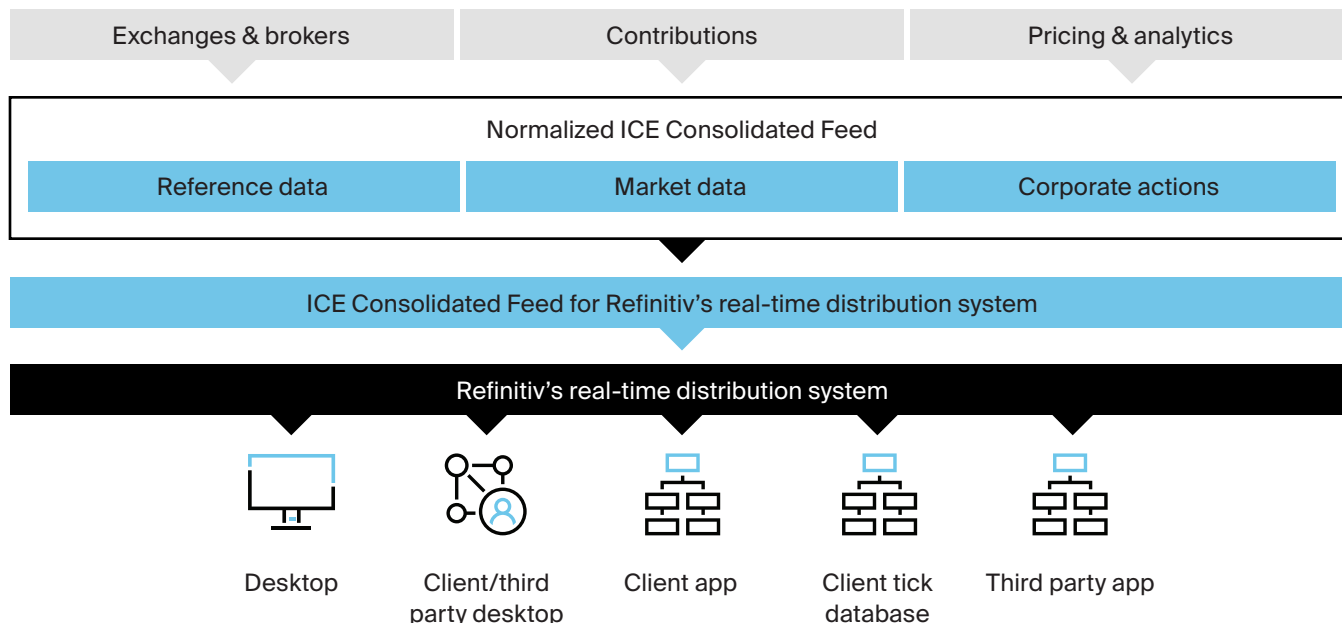 Exchanges & brokers
Contributions
Pricing & analytics
Normalized ICE Consolidated Feed
Reference data
Market data
Corporate actions
ICE Consolidated Feed for Refinitiv’s real-time distribution system
Refinitiv’s real-time distribution system
Desktop
Client/third
party desktop
Client app
Client tick
database
Third party app